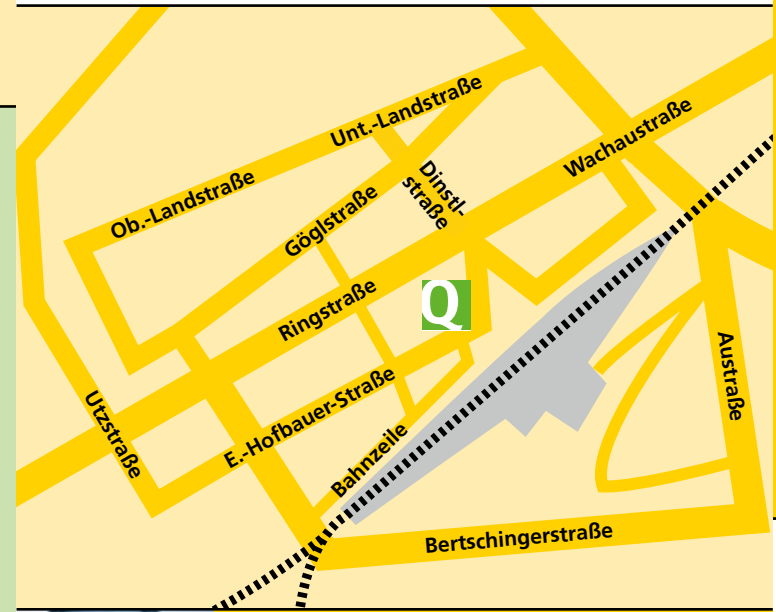 Unt.-Landstraße
Wachaustraße
Dinstl-
straße
Ob.-Landstraße
Göglstraße
Ringstraße
Q
Austraße
Utzstraße
E.-Hofbauer-Straße
Bahnzeile
Bertschingerstraße